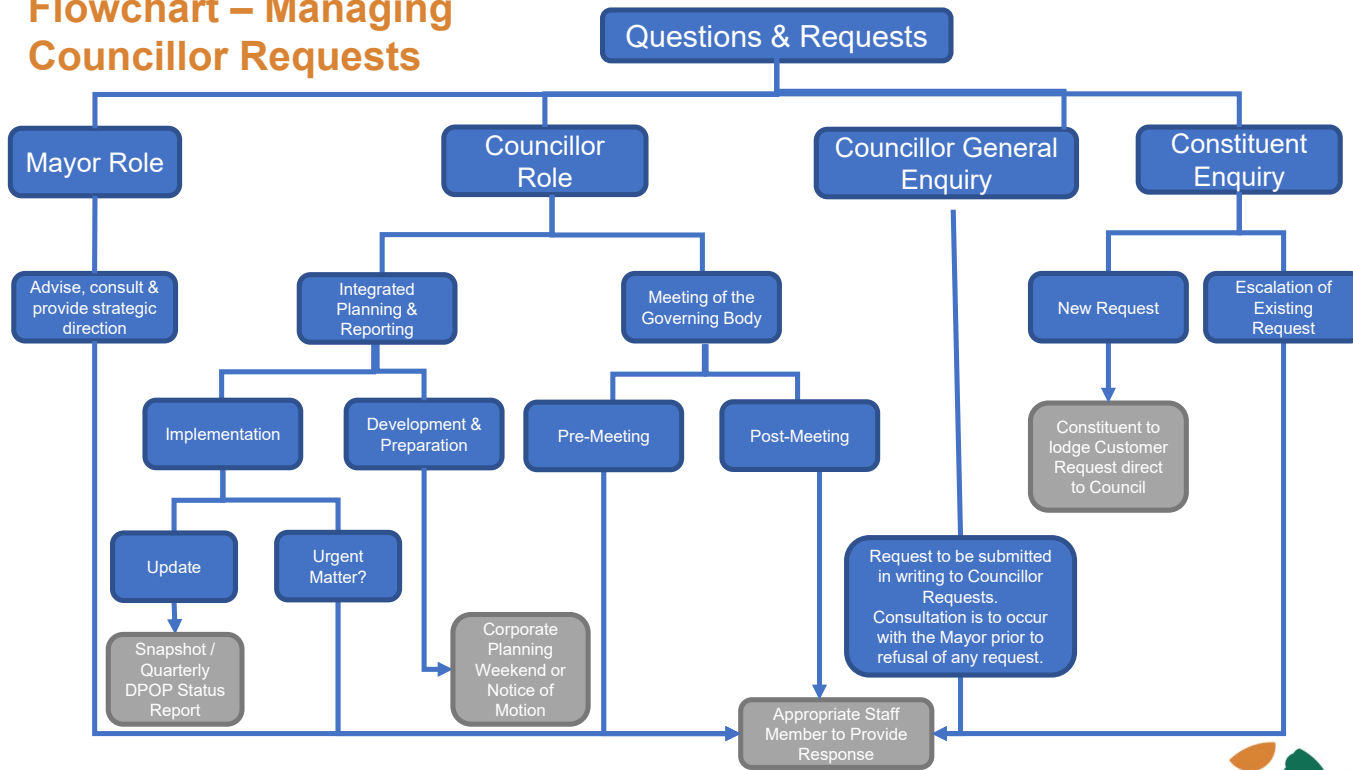 Flowchart – Managing
Councillor Requests
Questions & Requests
Mayor Role
Councillor
Role
Councillor General
Enquiry
Constituent
Enquiry
Advise, consult &
provide strategic
direction
Integrated
Planning &
Reporting
Meeting of the
Governing Body
New Request
Escalation of
Existing
Request
Implementation
Development &
Preparation
Pre-Meeting
Post-Meeting
Constituent to
lodge Customer
Request direct
to Council
Update
Urgent
Matter?
Request to be submitted
in writing to Councillor
Requests.
Consultation is to occur
with the Mayor prior to
refusal of any request.
Snapshot /
Quarterly
DPOP Status
Report
Corporate
Planning
Weekend or
Notice of
Motion
Appropriate Staff
Member to Provide
Response